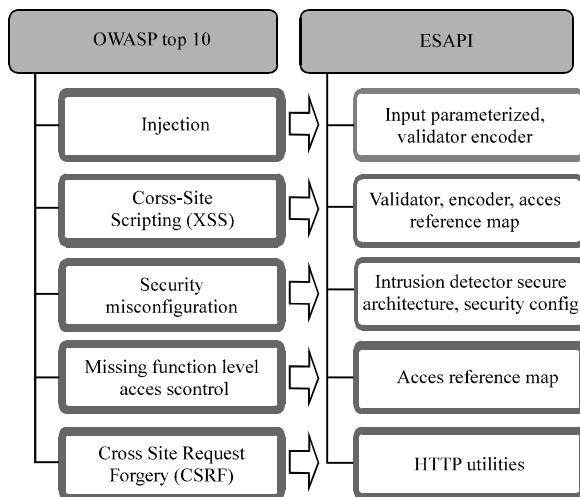 OWASP top 10
ESAPI
Injection
Input parameterized,
validator encoder
Corss-Site
Scripting (XSS)
Validator, encoder, acces
reference map
Security
misconfiguration
Intrusion detector secure
architecture, security config
Missing function level
acces scontrol
Acces reference map
Cross Site Request
Forgery (CSRF)
HTTP utilities